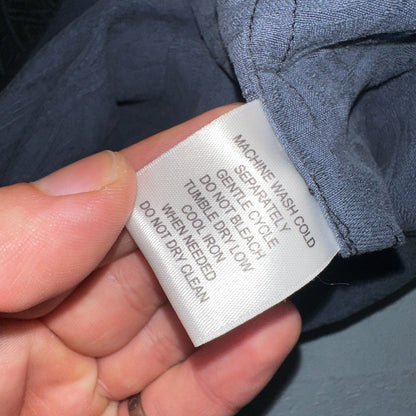 MACHINE WASH COLD
SEPARATELY
GENTLE CYCLE
DO NOT BLEACH
TUMBLE DRY LOW
COOL IRON
WHEN NEEDED
DO NOT DRY CLEAN